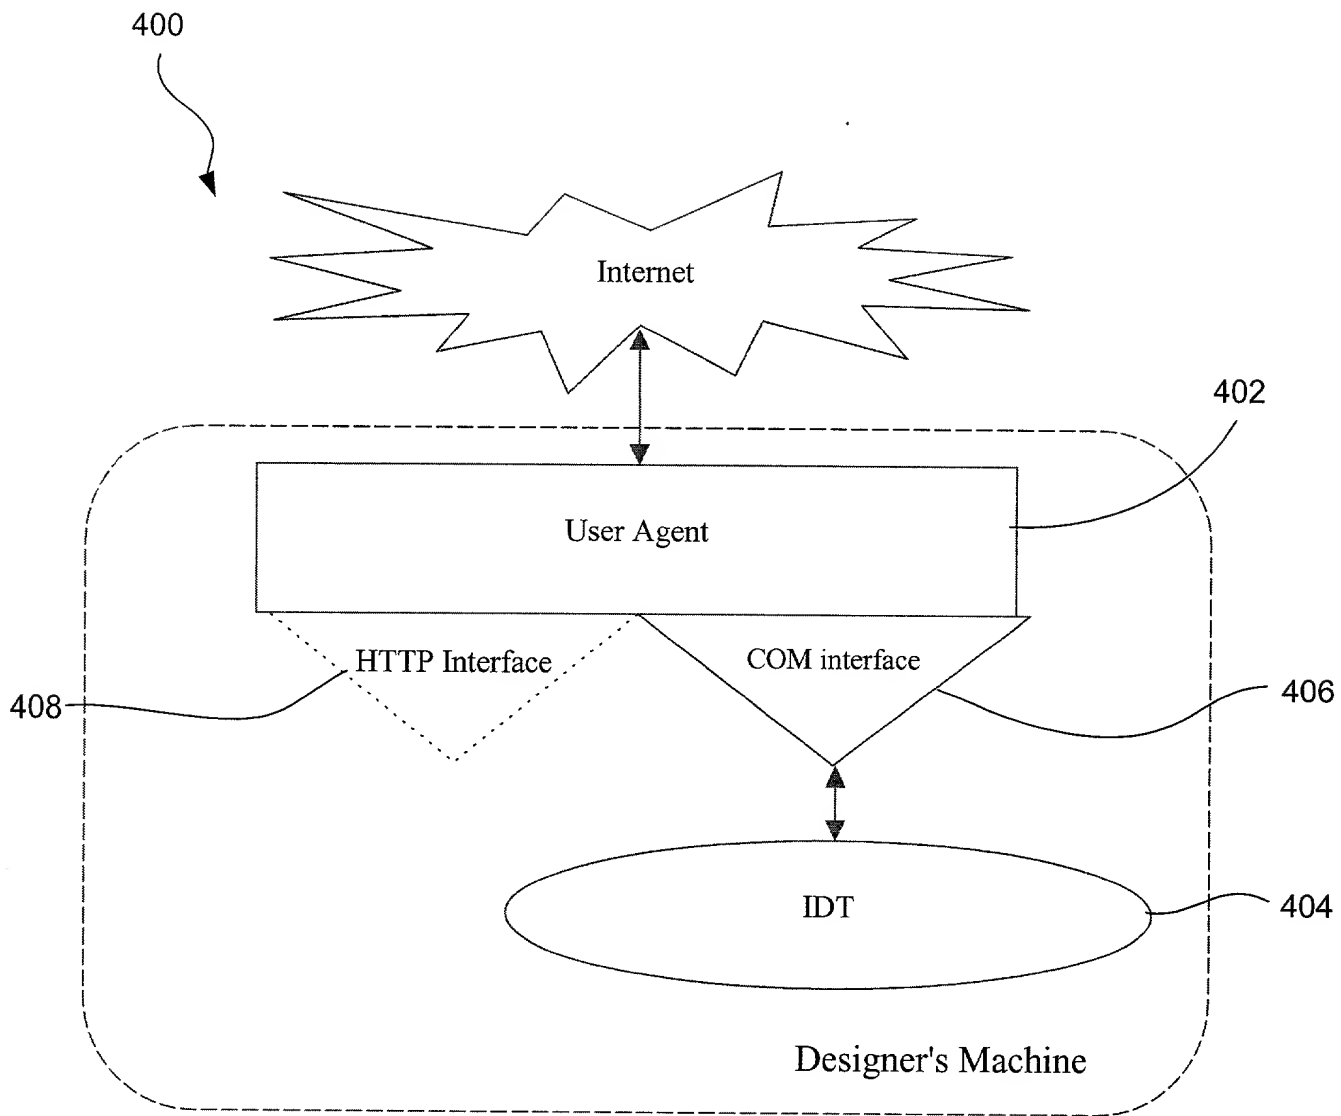 400
Internet
402
User Agent
HTTP Interface
COM interface
408
406
IDT
404
Designer's Machine